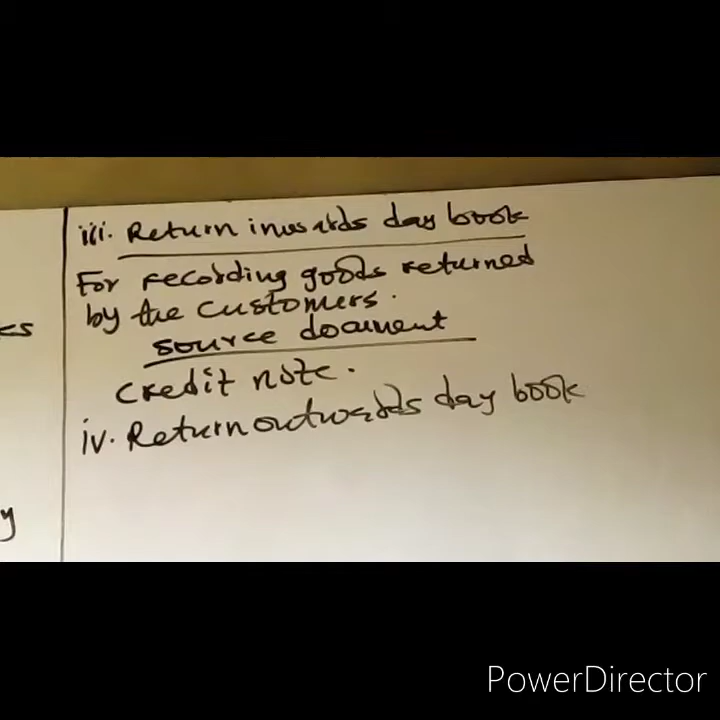 iii. Return inwards day book
For recording goods returned
by the customers.
source document
credit note.
iv. Return outwards day book
es
y
PowerDirector